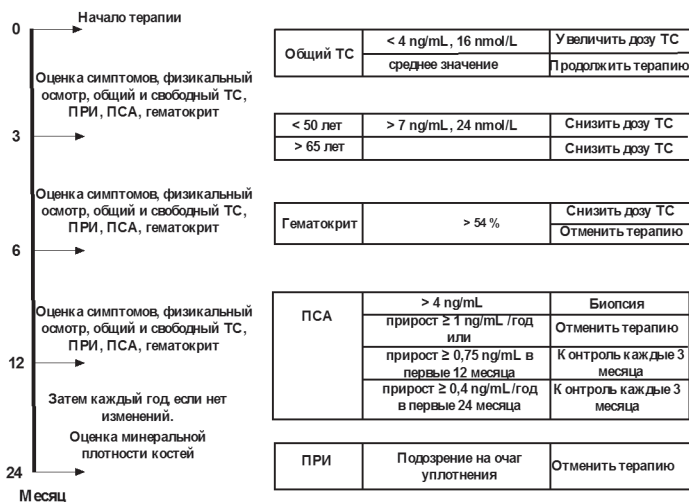 0
Начало терапии
Оценка симптомов, физикальный
осмотр, общий и свободный ТС,
ПРИ, ПСА, гематокрит
3
Оценка симптомов, физикальный
осмотр, общий и свободный ТС,
ПРИ, ПСА, гематокрит
6
Оценка симптомов, физикальный
осмотр, общий и свободный ТС,
ПРИ, ПСА, гематокрит
12
Затем каждый год, если нет
изменений.
Оценка минеральной
плотности костей
24
Месяц
Общий ТС
< 4 ng/mL, 16 nmol/L
Увеличить дозу ТС
среднее значение
Продолжить терапию
< 50 лет
> 7 ng/mL, 24 nmol/L
Снизить дозу ТС
> 65 лет
Снизить дозу ТС
Гематокрит
> 54 %
Снизить дозу ТС
Отменить терапию
ПСА
> 4 ng/mL
Биопсия
прирост ≥ 1 ng/mL /год
или
Отменить терапию
прирост ≥ 0,75 ng/mL в
первые 12 месяца
Контроль каждые 3
месяца
прирост ≥ 0,4 ng/mL/год
в первые 24 месяца
Контроль каждые 3
месяца
ПРИ
Подозрение на очаг
уплотнения
Отменить терапию